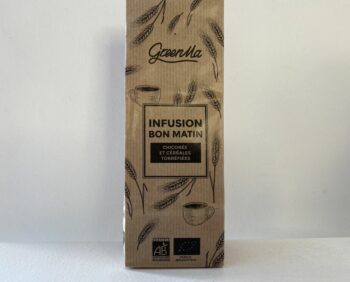 GreenMa
INFUSION
BON MATIN
CHICORÉE
ET CÉRÉALES
TORRÉFIÉES
AB